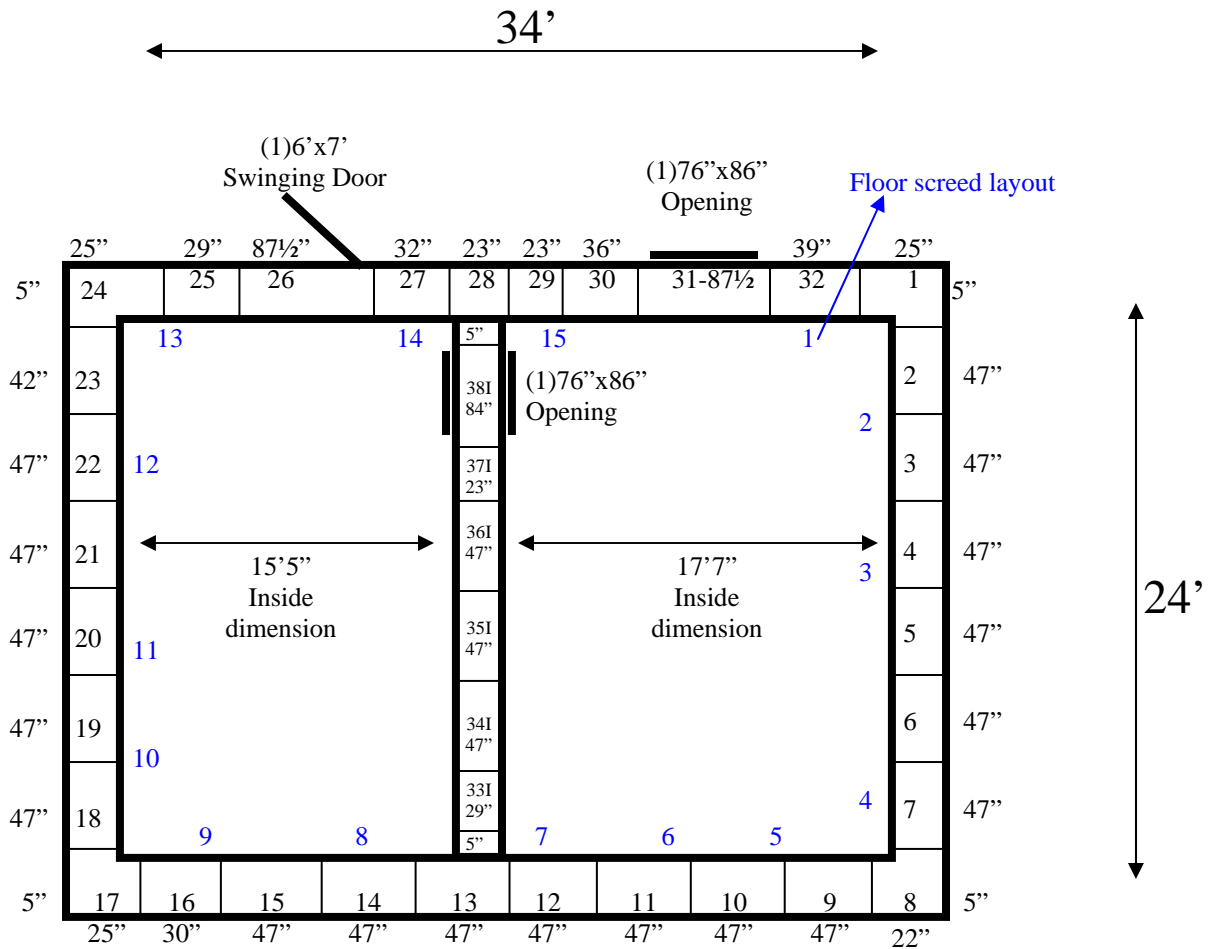 34’
(1)6’x7’
Swinging Door
(1)76”x86”
Opening
Floor screed layout
25” 29” 87½” 32” 23” 23” 36” 39” 25”
5” 24 25 26 27 28 29 30 31-87½ 32 1 5”
13 14 5” 15 1
42” 23 38I 84” (1)76”x86” 2 47”
Opening
2
47” 22 12 37I 23” 3 47”
47” 21 36I 47” 4 47”
15’5”
Inside
dimension
17’7”
Inside
dimension
3
24’
47” 20 11 35I 47” 5 47”
47” 19 34I 47” 6 47”
10
4
47” 18 33I 29” 7 47”
9 8 5” 7 6 5
5” 17 16 15 14 13 12 11 10 9 8 5”
25” 30” 47” 47” 47” 47” 47” 47” 47” 22”